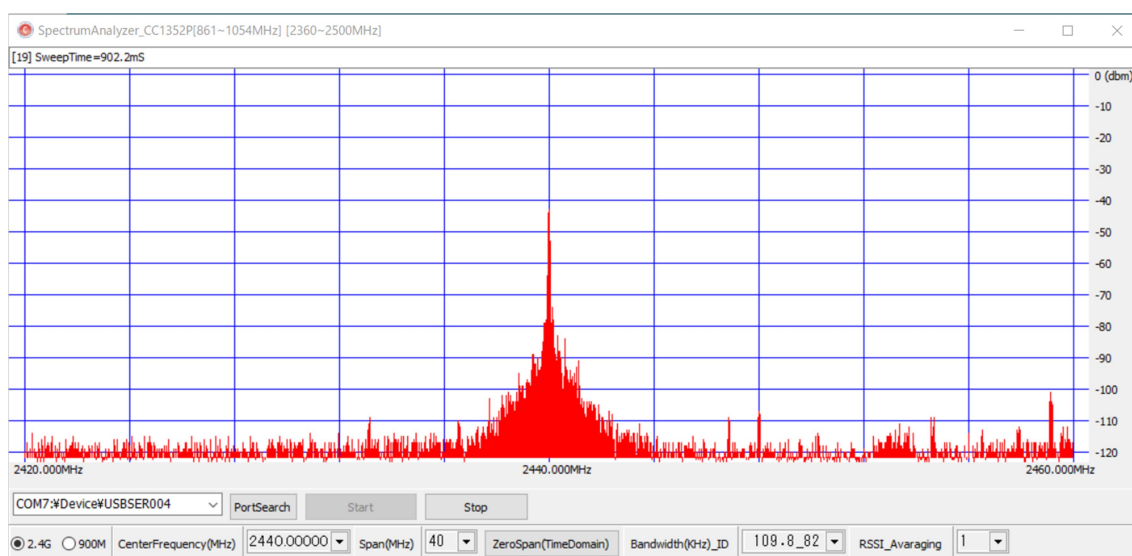 SpectrumAnalyzer_CC1352P[861~1054MHz] [2360~2500MHz]
[19] SweepTime=902.2mS
0 (dbm)
-10
-20
-30
-40
-50
-60
-70
-80
-90
-100
-110
-120
2420.000MHz 2440.000MHz 2460.000MHz
COM7:¥Device¥USBSER004 PortSearch Start Stop
2.4G 900M CenterFrequency(MHz) 2440.00000 Span(MHz) 40 ZeroSpan(TimeDomain) Bandwidth(KHz)_ID 109.8_82 RSSI_Avaraging 1